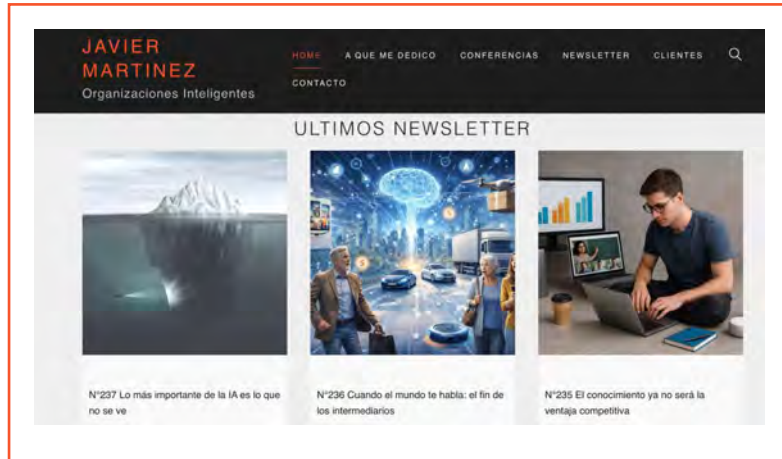 JAVIER
MARTINEZ
Organizaciones Inteligentes
HOME A QUE ME DEDICO CONFERENCIAS NEWSLETTER CLIENTES
CONTACTO
ULTIMOS NEWSLETTER
N°237 Lo más importante de la IA es lo que
no se ve
N°236 Cuando el mundo te habla: el fin de
los intermediarios
N°235 El conocimiento ya no será la
ventaja competitiva